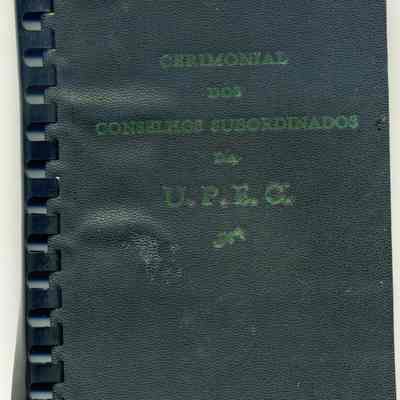 CERIMONIAL
DOS
CONSELHOS SUBORDINADOS
DA
U. P. E. C.